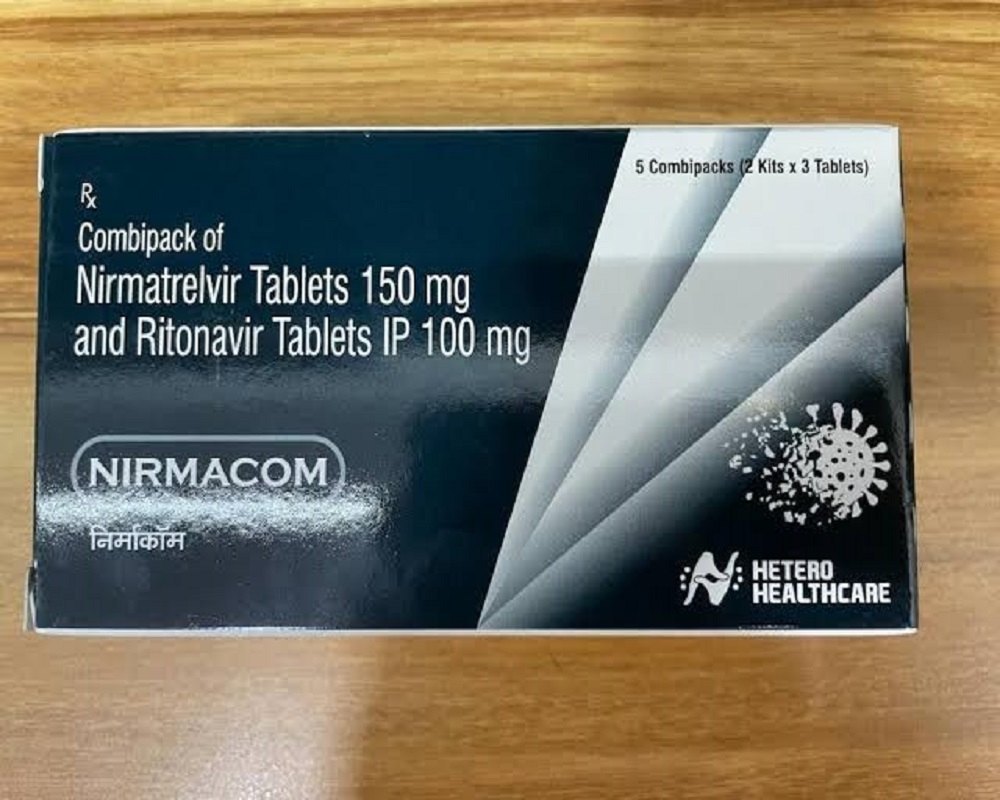 5 Combipacks (2 Kits x 3 Tablets)
Rx
Combipack of
Nirmatrelvir Tablets 150 mg
and Ritonavir Tablets IP 100 mg
NIRMACOM
निर्माकॉम
HETERO
HEALTHCARE